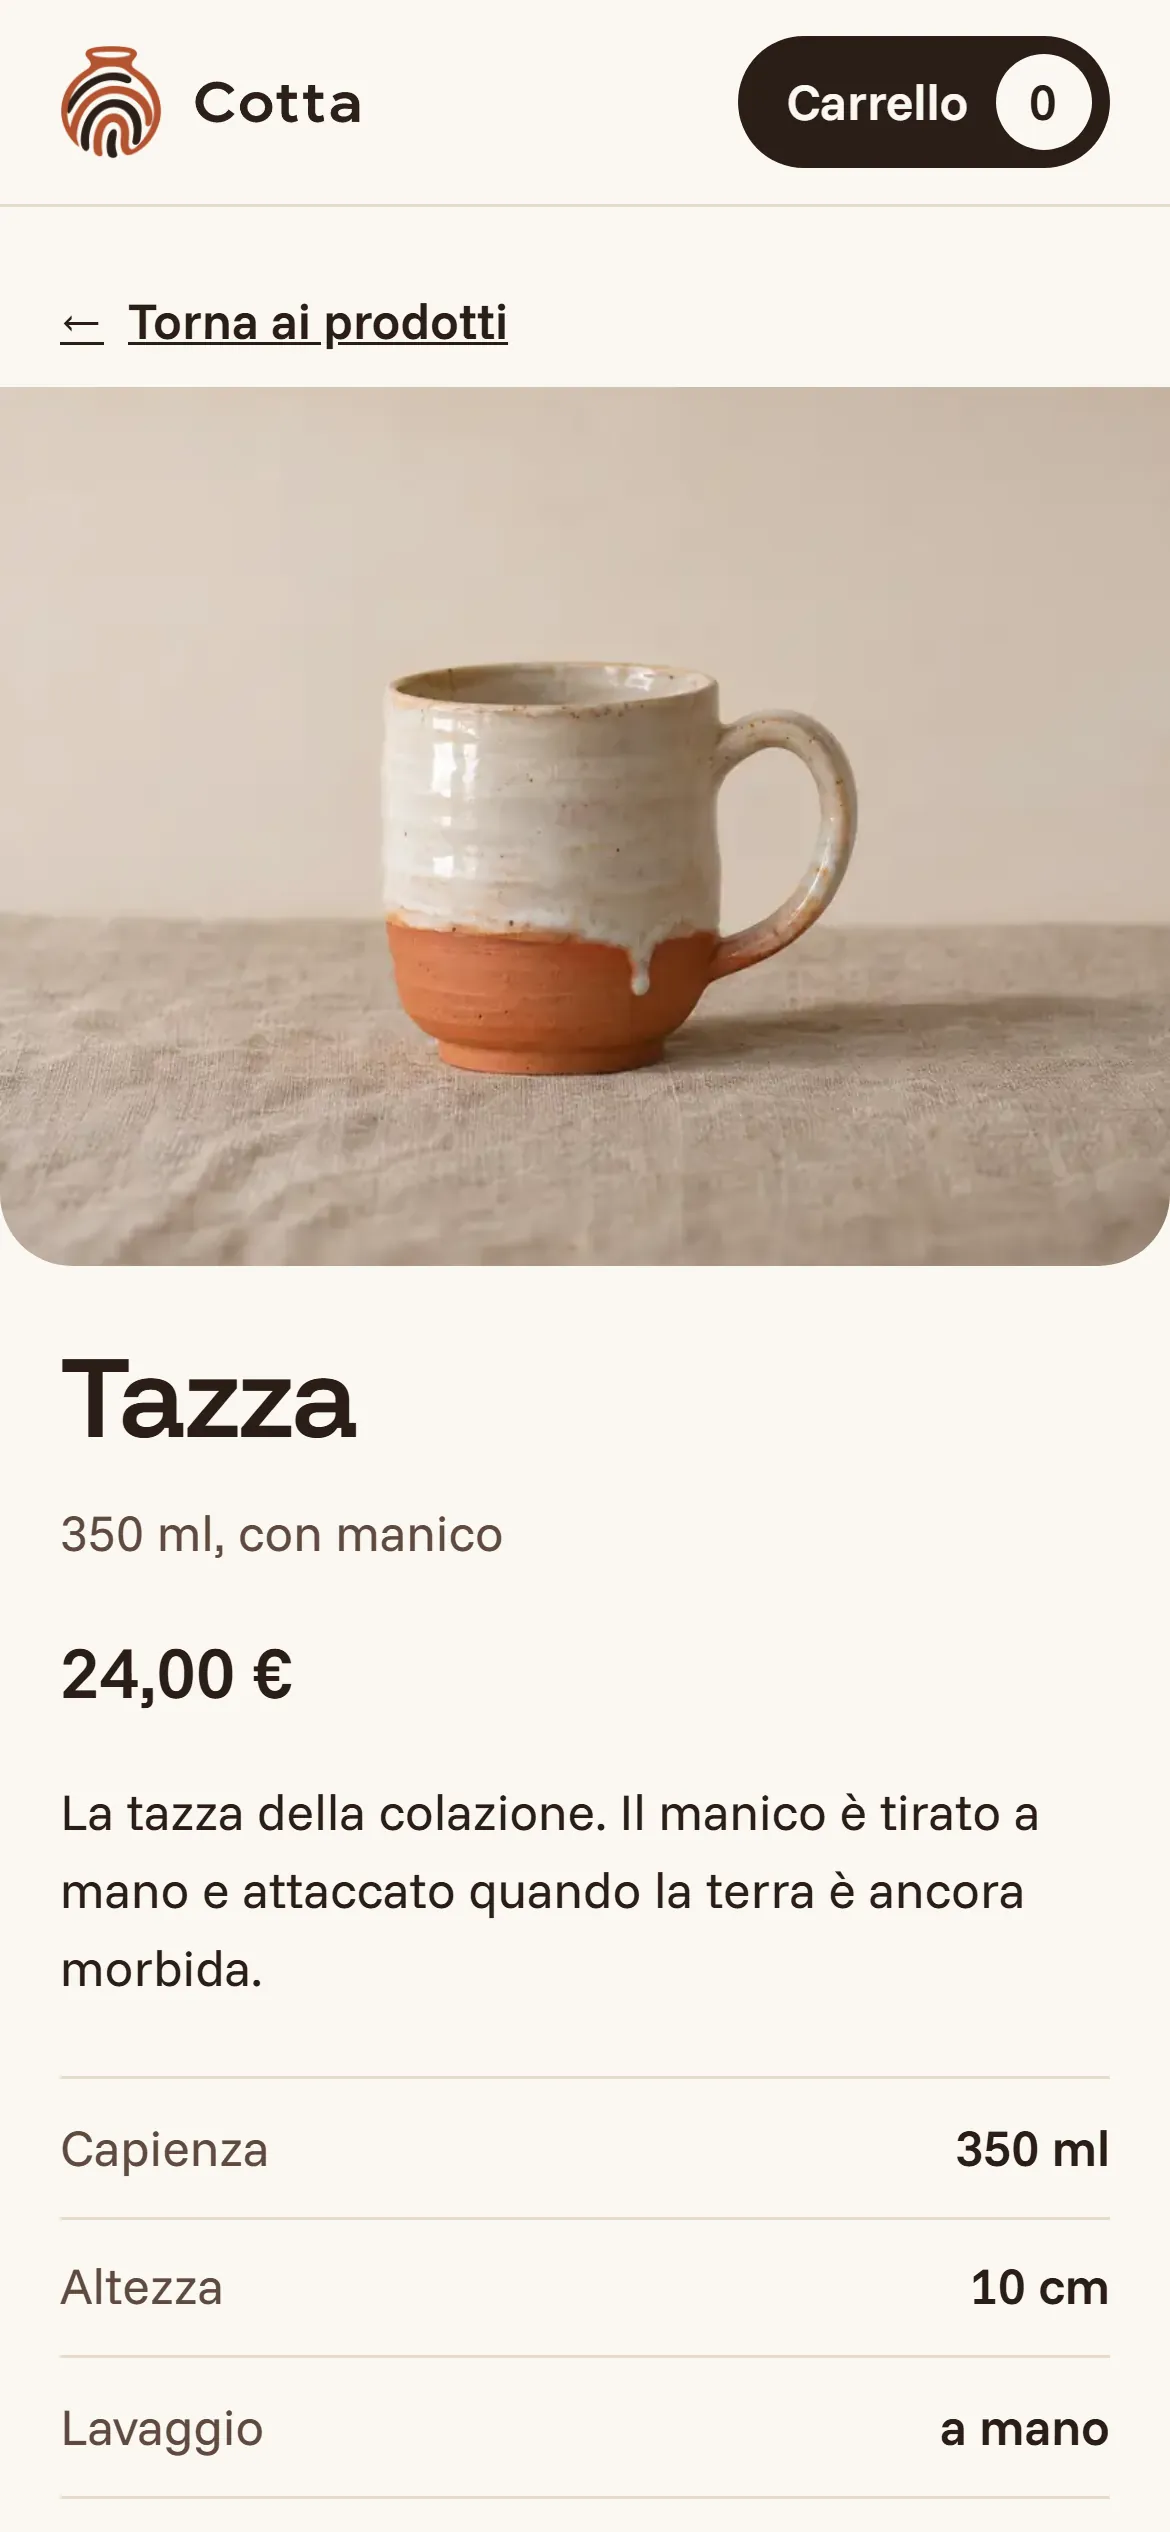 Cotta
Carrello 0
← Torna ai prodotti
Tazza
350 ml, con manico
24,00 €
La tazza della colazione. Il manico è tirato a
mano e attaccato quando la terra è ancora
morbida.
Capienza 350 ml
Altezza 10 cm
Lavaggio a mano